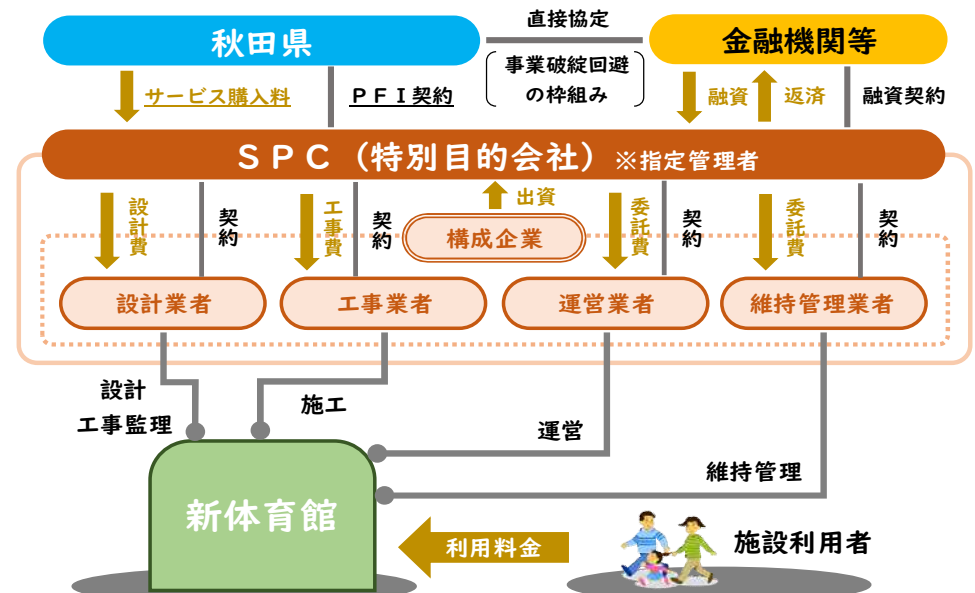 秋田県
直接協定
金融機関等
事業破綻回避
の枠組み
サービス購入料
ＰＦＩ契約
融資
返済
融資契約
ＳＰＣ（特別目的会社）※指定管理者
設計費
契約
工事費
契約
出資
構成企業
委託費
契約
委託費
契約
設計業者
工事業者
運営業者
維持管理業者
設計
工事監理
施工
運営
維持管理
新体育館
利用料金
施設利用者